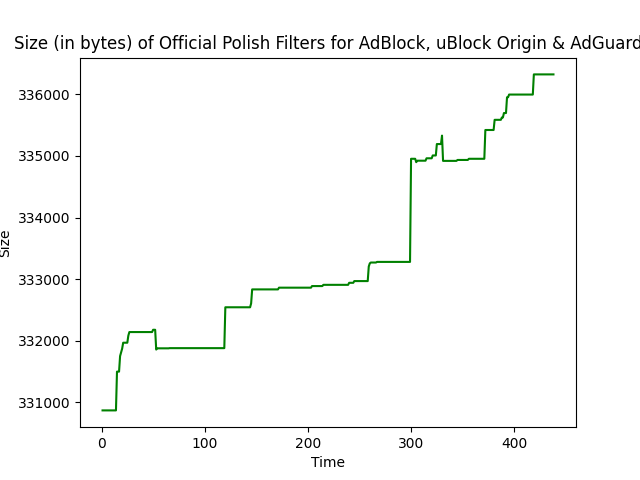 Size (in bytes) of Official Polish Filters for AdBlock, uBlock Origin & AdGuard
336000
335000
334000
333000
332000
331000
Size
0 100 200 300 400
Time